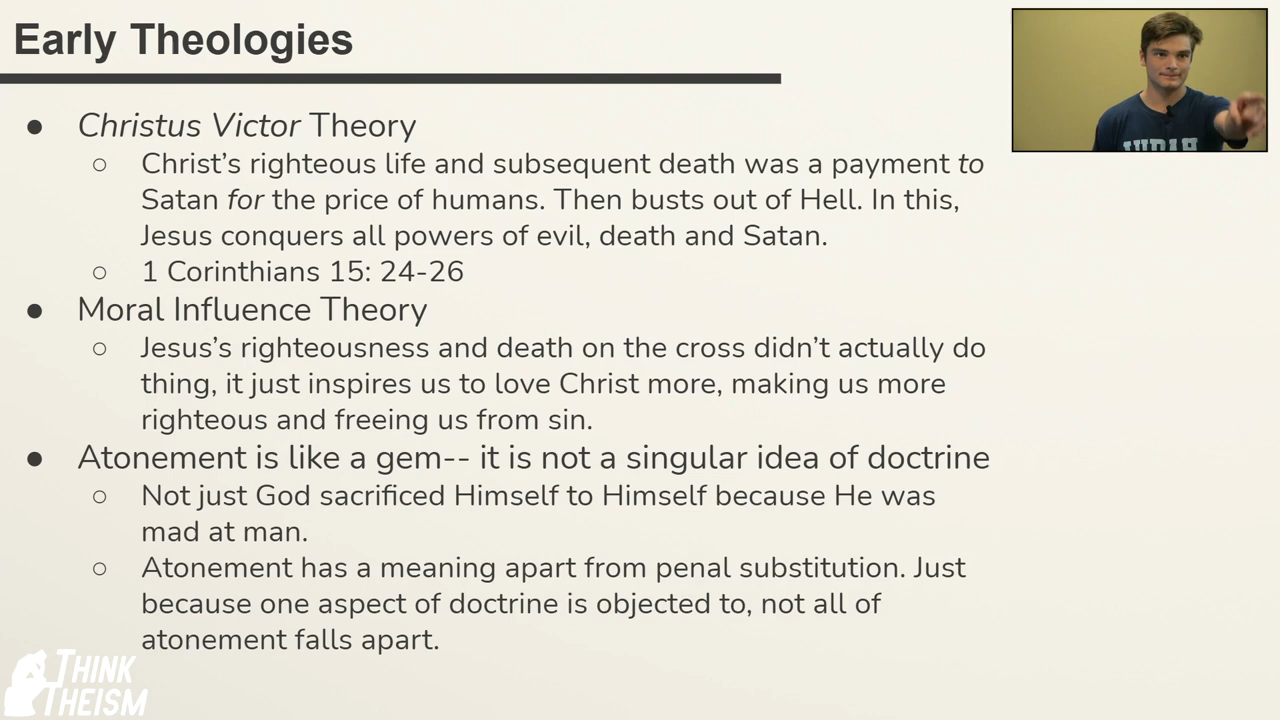 Early Theologies
● Christus Victor Theory
○ Christ’s righteous life and subsequent death was a payment to
Satan for the price of humans. Then busts out of Hell. In this,
Jesus conquers all powers of evil, death and Satan.
○ 1 Corinthians 15: 24-26
● Moral Influence Theory
○ Jesus’s righteousness and death on the cross didn’t actually do
thing, it just inspires us to love Christ more, making us more
righteous and freeing us from sin.
● Atonement is like a gem-- it is not a singular idea of doctrine
○ Not just God sacrificed Himself to Himself because He was
mad at man.
○ Atonement has a meaning apart from penal substitution. Just
because one aspect of doctrine is objected to, not all of
atonement falls apart.
THINK
THEISM